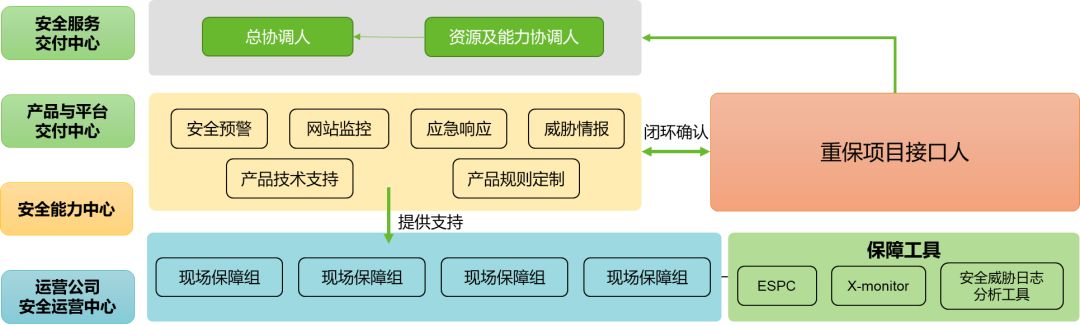 安全服务
交付中心
总协调人
资源及能力协调人
产品与平台
交付中心
安全预警
网站监控
应急响应
威胁情报
产品技术支持
产品规则定制
闭环确认
重保项目接口人
安全能力中心
提供支持
运营公司
安全运营中心
现场保障组
现场保障组
现场保障组
现场保障组
保障工具
ESPC
X-monitor
安全威胁日志
分析工具